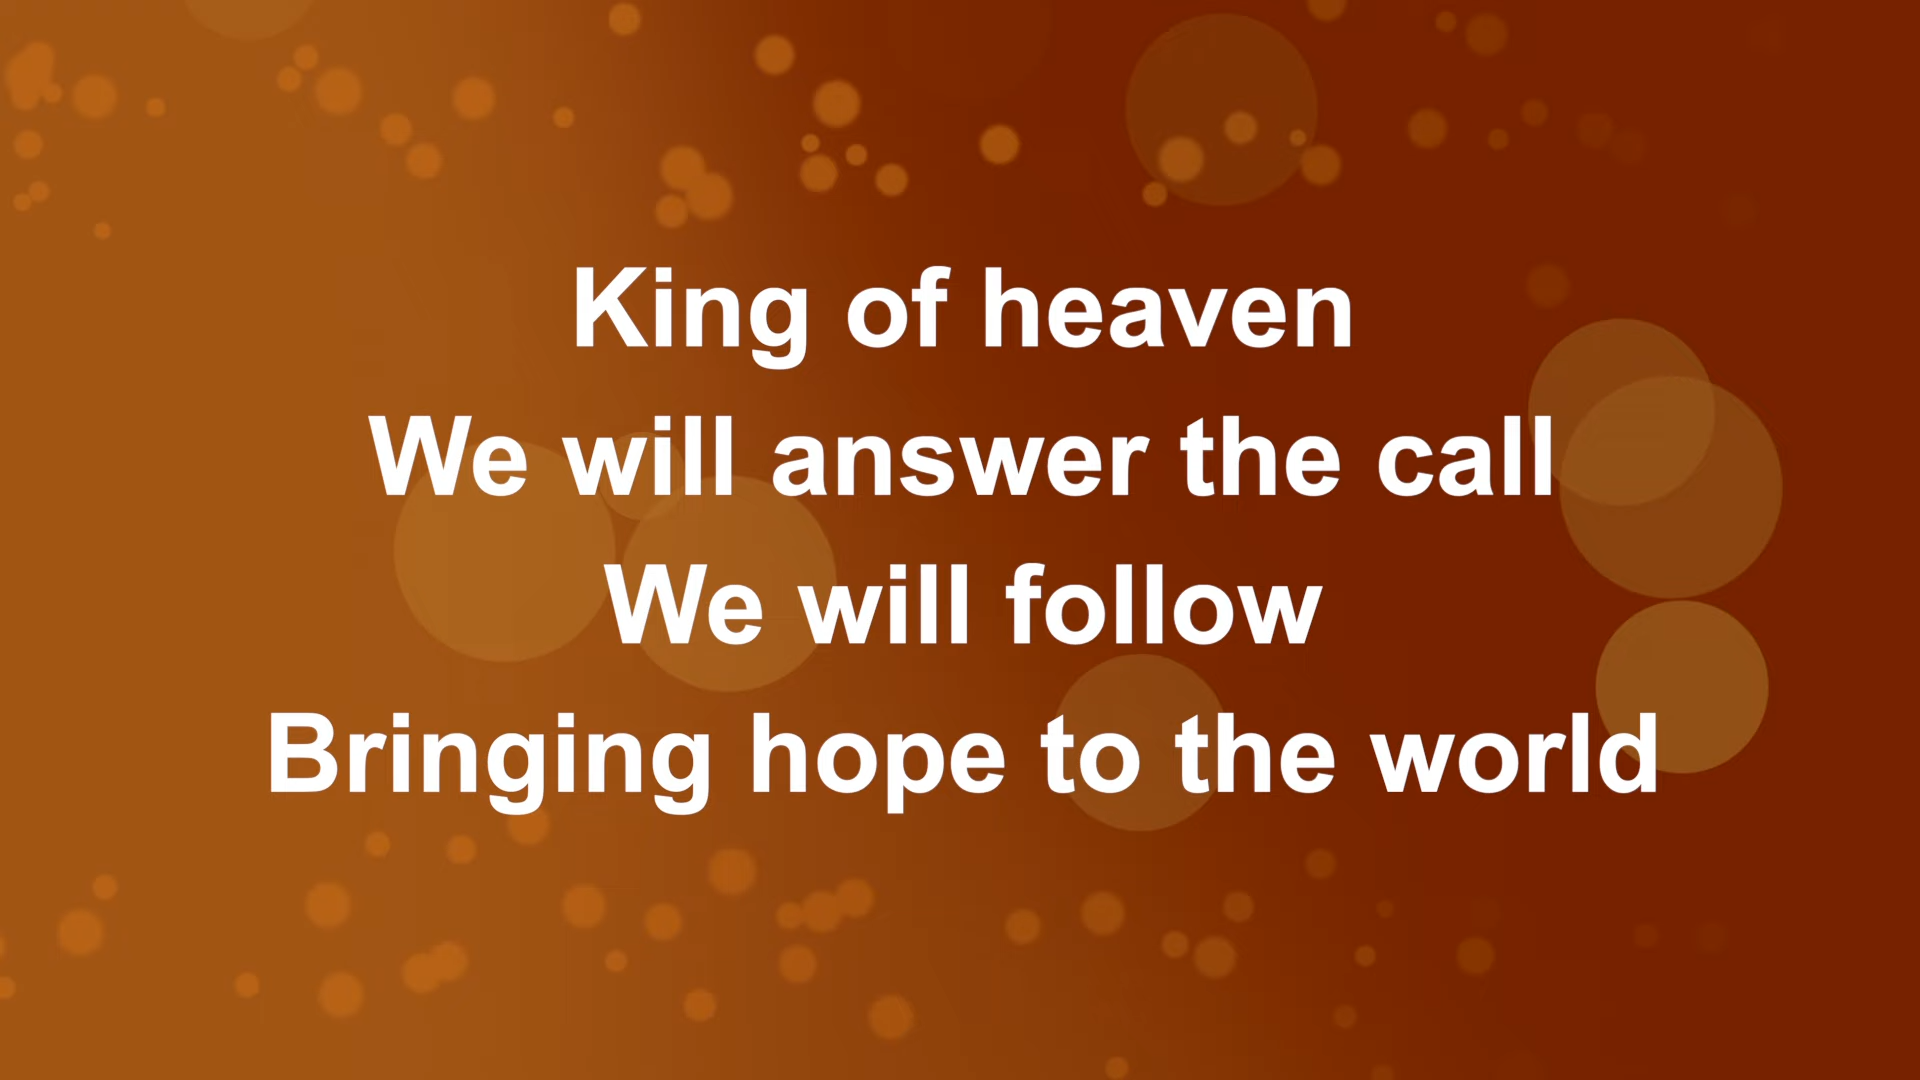 King of heaven
We will answer the call
We will follow
Bringing hope to the world